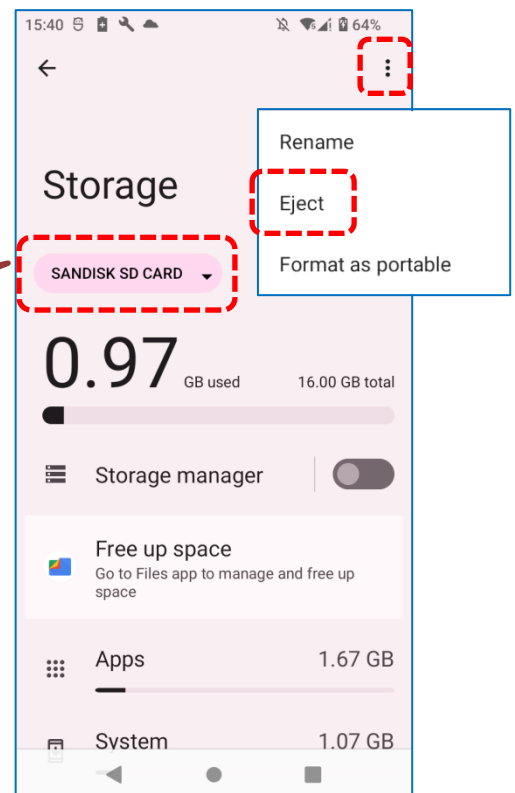 15:40 64%
Rename
Storage
Eject
SANDISK SD CARD
Format as portable
0.97 GB used 16.00 GB total
Storage manager
Free up space
Go to Files app to manage and free up
space
Apps 1.67 GB
System 1.07 GB